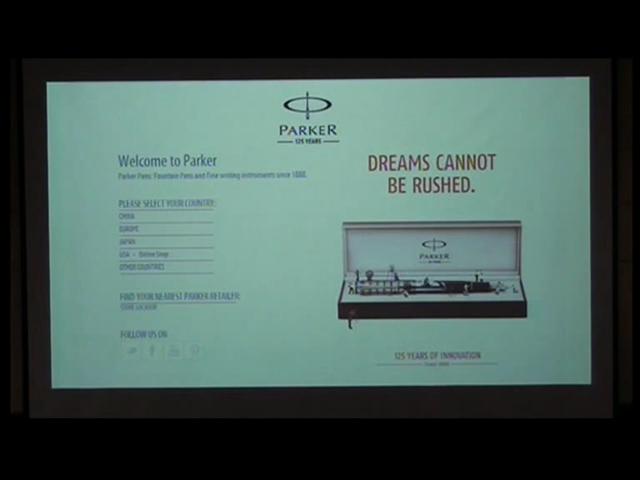 PARKER
125 YEARS
Welcome to Parker
Parker Pens: Fountain Pens and Fine writing instruments since 1888.
DREAMS CANNOT
BE RUSHED.
PLEASE SELECT YOUR COUNTRY:
CHINA
EUROPE
JAPAN
USA - Online Shop
OTHER COUNTRIES
FIND YOUR NEAREST PARKER RETAILER:
STORE LOCATOR
FOLLOW US ON
PARKER
125 YEARS OF INNOVATION